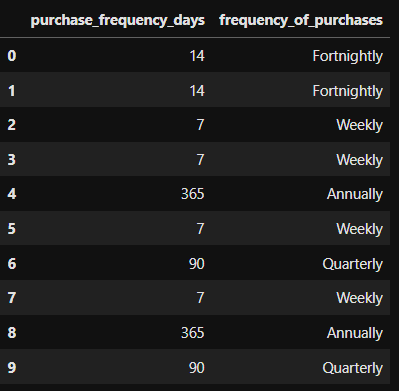 purchase_frequency_days frequency_of_purchases
0 14 Fortnightly
1 14 Fortnightly
2 7 Weekly
3 7 Weekly
4 365 Annually
5 7 Weekly
6 90 Quarterly
7 7 Weekly
8 365 Annually
9 90 Quarterly